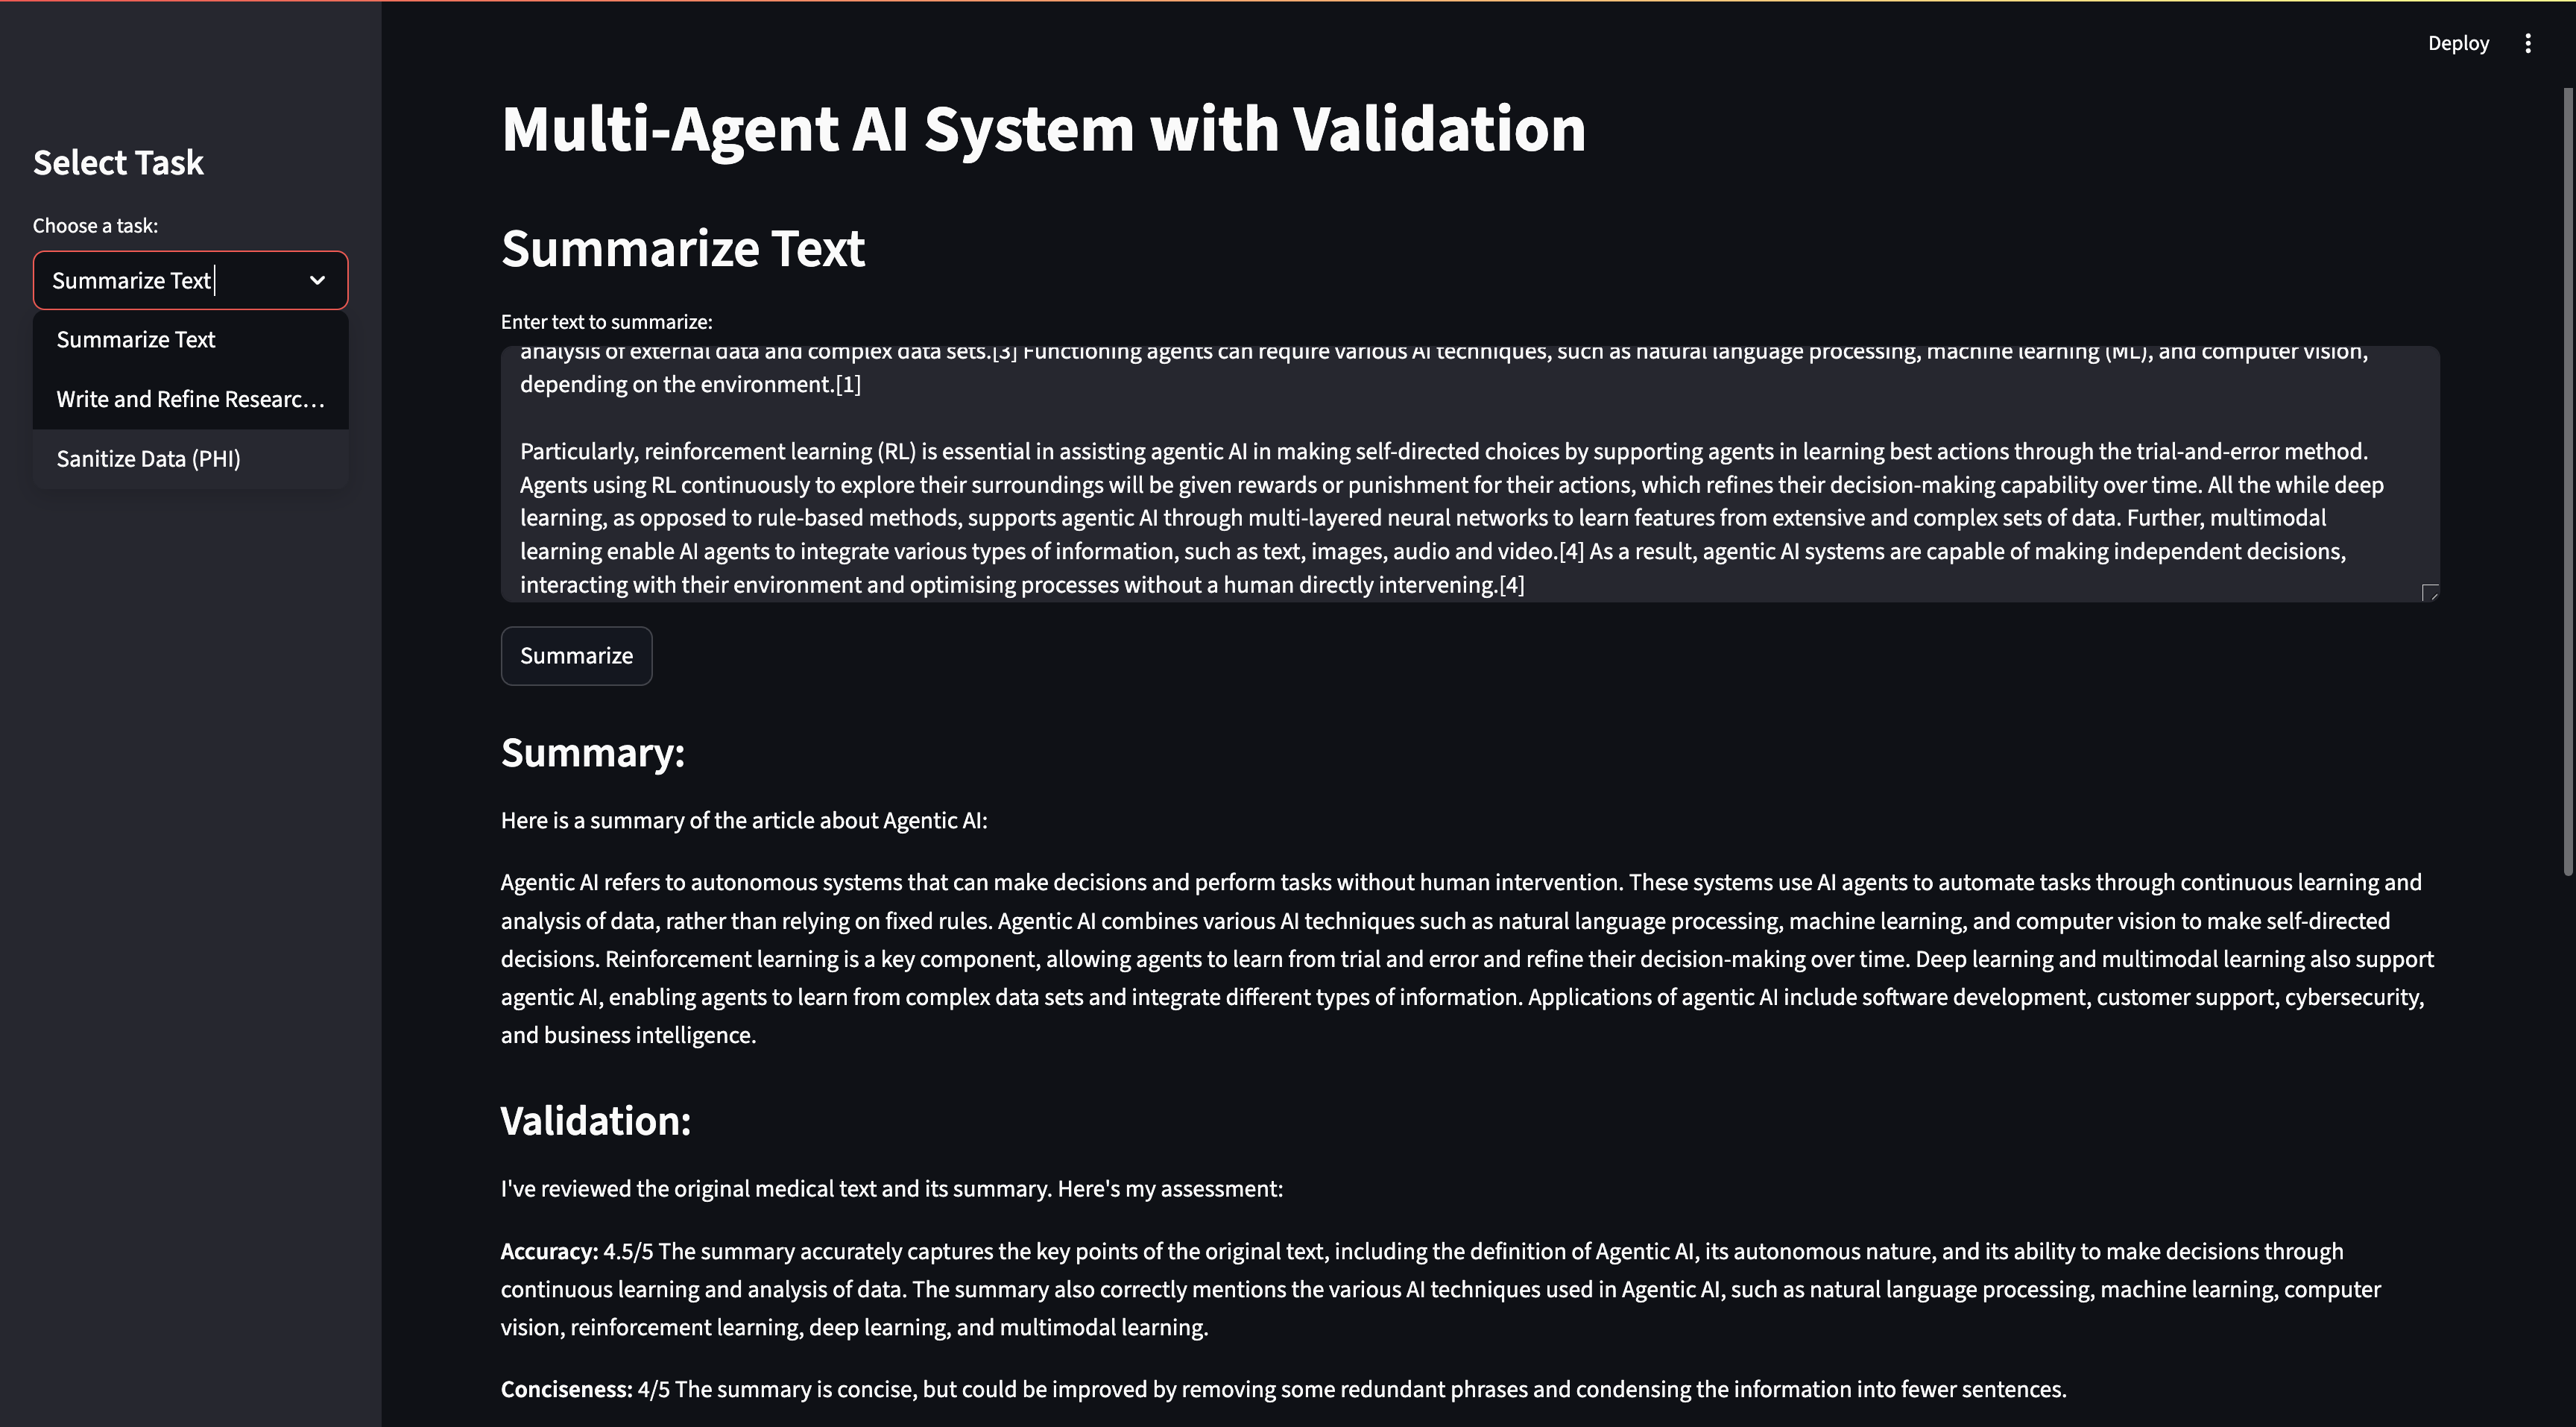 Deploy
Select Task
Choose a task:
Summarize Text
Summarize Text
Write and Refine Researc...
Sanitize Data (PHI)
Multi-Agent AI System with Validation
Summarize Text
Enter text to summarize:
analysis of external data and complex data sets.[3] Functioning agents can require various AI techniques, such as natural language processing, machine learning (ML), and computer vision,
depending on the environment.[1]
Particularly, reinforcement learning (RL) is essential in assisting agentic AI in making self-directed choices by supporting agents in learning best actions through the trial-and-error method.
Agents using RL continuously to explore their surroundings will be given rewards or punishment for their actions, which refines their decision-making capability over time. All the while deep
learning, as opposed to rule-based methods, supports agentic AI through multi-layered neural networks to learn features from extensive and complex sets of data. Further, multimodal
learning enable AI agents to integrate various types of information, such as text, images, audio and video.[4] As a result, agentic AI systems are capable of making independent decisions,
interacting with their environment and optimising processes without a human directly intervening.[4]
Summarize
Summary:
Here is a summary of the article about Agentic AI:
Agentic AI refers to autonomous systems that can make decisions and perform tasks without human intervention. These systems use AI agents to automate tasks through continuous learning and
analysis of data, rather than relying on fixed rules. Agentic AI combines various AI techniques such as natural language processing, machine learning, and computer vision to make self-directed
decisions. Reinforcement learning is a key component, allowing agents to learn from trial and error and refine their decision-making over time. Deep learning and multimodal learning also support
agentic AI, enabling agents to learn from complex data sets and integrate different types of information. Applications of agentic AI include software development, customer support, cybersecurity,
and business intelligence.
Validation:
I've reviewed the original medical text and its summary. Here's my assessment:
Accuracy: 4.5/5 The summary accurately captures the key points of the original text, including the definition of Agentic AI, its autonomous nature, and its ability to make decisions through
continuous learning and analysis of data. The summary also correctly mentions the various AI techniques used in Agentic AI, such as natural language processing, machine learning, computer
vision, reinforcement learning, deep learning, and multimodal learning.
Conciseness: 4/5 The summary is concise, but could be improved by removing some redundant phrases and condensing the information into fewer sentences.